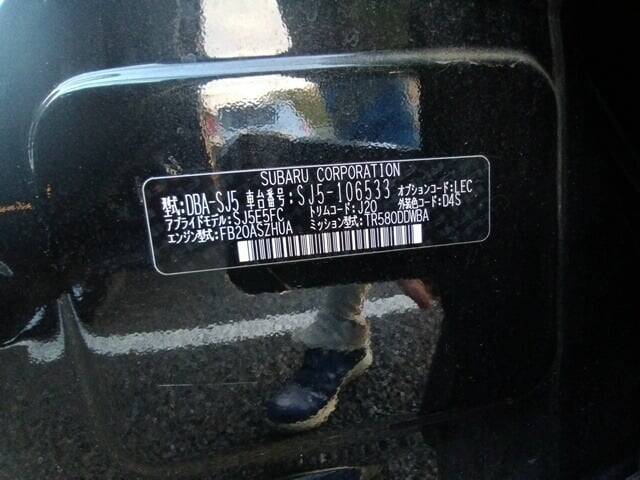 SUBARU CORPORATION
型式:DBA-SJ5 車台番号:SJ5-106533 オプションコード:LEC
アプライドモデル:SJ5E5FC トリムコード:J20 外装色コード:D4S
エンジン型式:FB20ASZHUA ミッション型式:TR580DDWBA